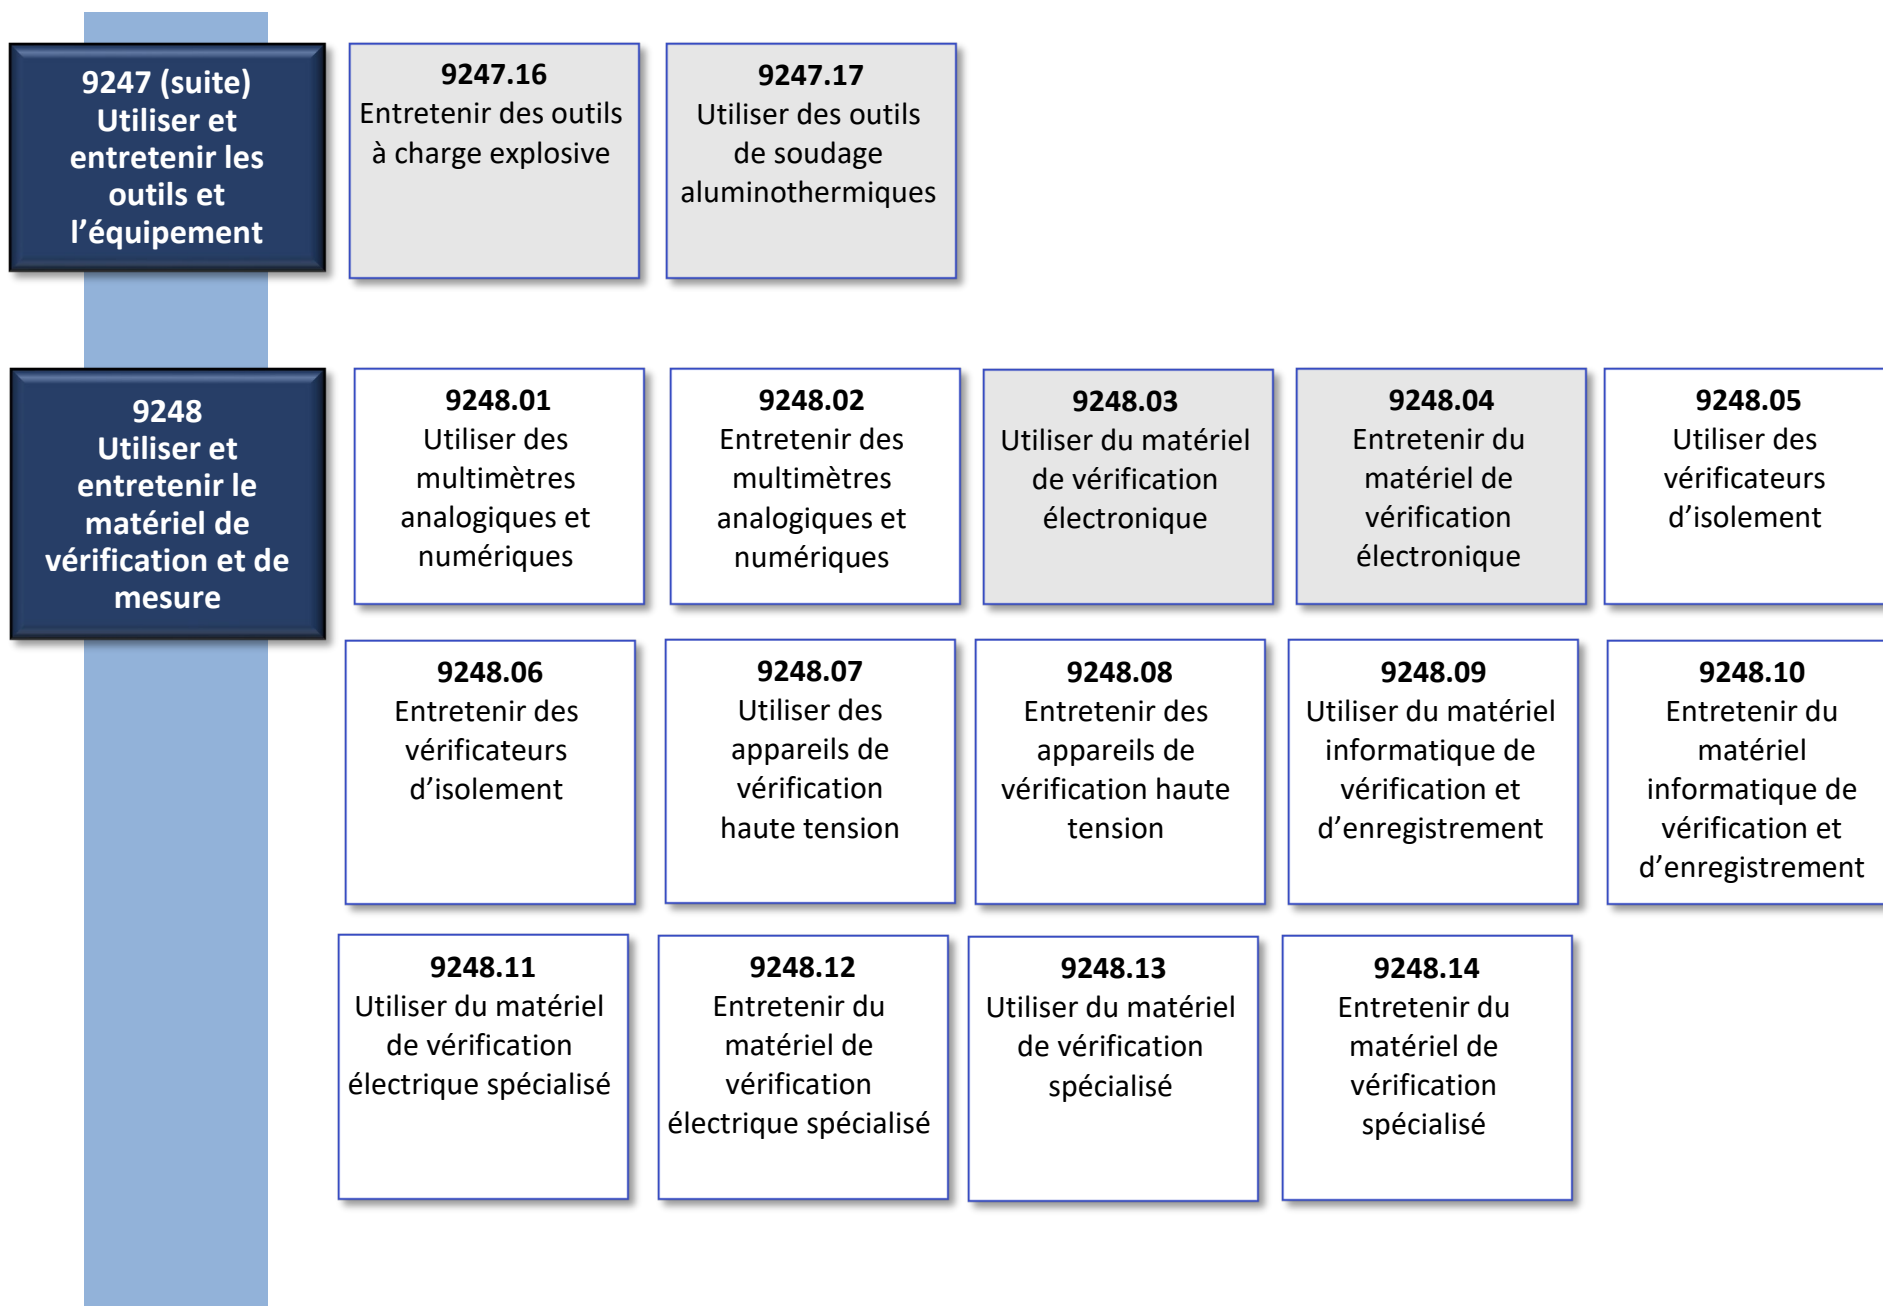 9247 (suite)
Utiliser et
entretenir les
outils et
l’équipement
9247.16
Entretenir des outils
à charge explosive
9247.17
Utiliser des outils
de soudage
aluminothermiques
9248
Utiliser et
entretenir le
matériel de
vérification et de
mesure
9248.01
Utiliser des
multimètres
analogiques et
numériques
9248.02
Entretenir des
multimètres
analogiques et
numériques
9248.03
Utiliser du matériel
de vérification
électronique
9248.04
Entretenir du
matériel de
vérification
électronique
9248.05
Utiliser des
vérificateurs
d’isolement
9248.06
Entretenir des
vérificateurs
d’isolement
9248.07
Utiliser des
appareils de
vérification
haute tension
9248.08
Entretenir des
appareils de
vérification haute
tension
9248.09
Utiliser du matériel
informatique de
vérification et
d’enregistrement
9248.10
Entretenir du
matériel
informatique de
vérification et
d’enregistrement
9248.11
Utiliser du matériel
de vérification
électrique spécialisé
9248.12
Entretenir du
matériel de
vérification
électrique spécialisé
9248.13
Utiliser du matériel
de vérification
spécialisé
9248.14
Entretenir du
matériel de
vérification
spécialisé